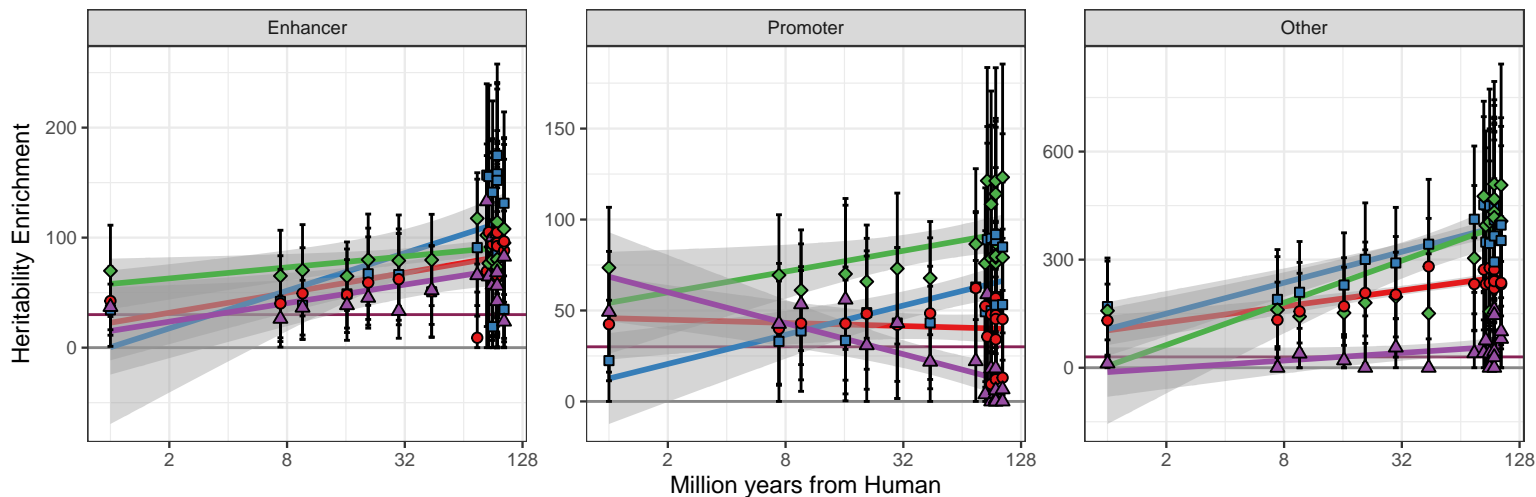 Enhancer
Promoter
Other
Heritability Enrichment
200
100
0
150
100
50
0
600
300
0
2 8 32 128
2 8 32 128
2 8 32 128
Million years from Human